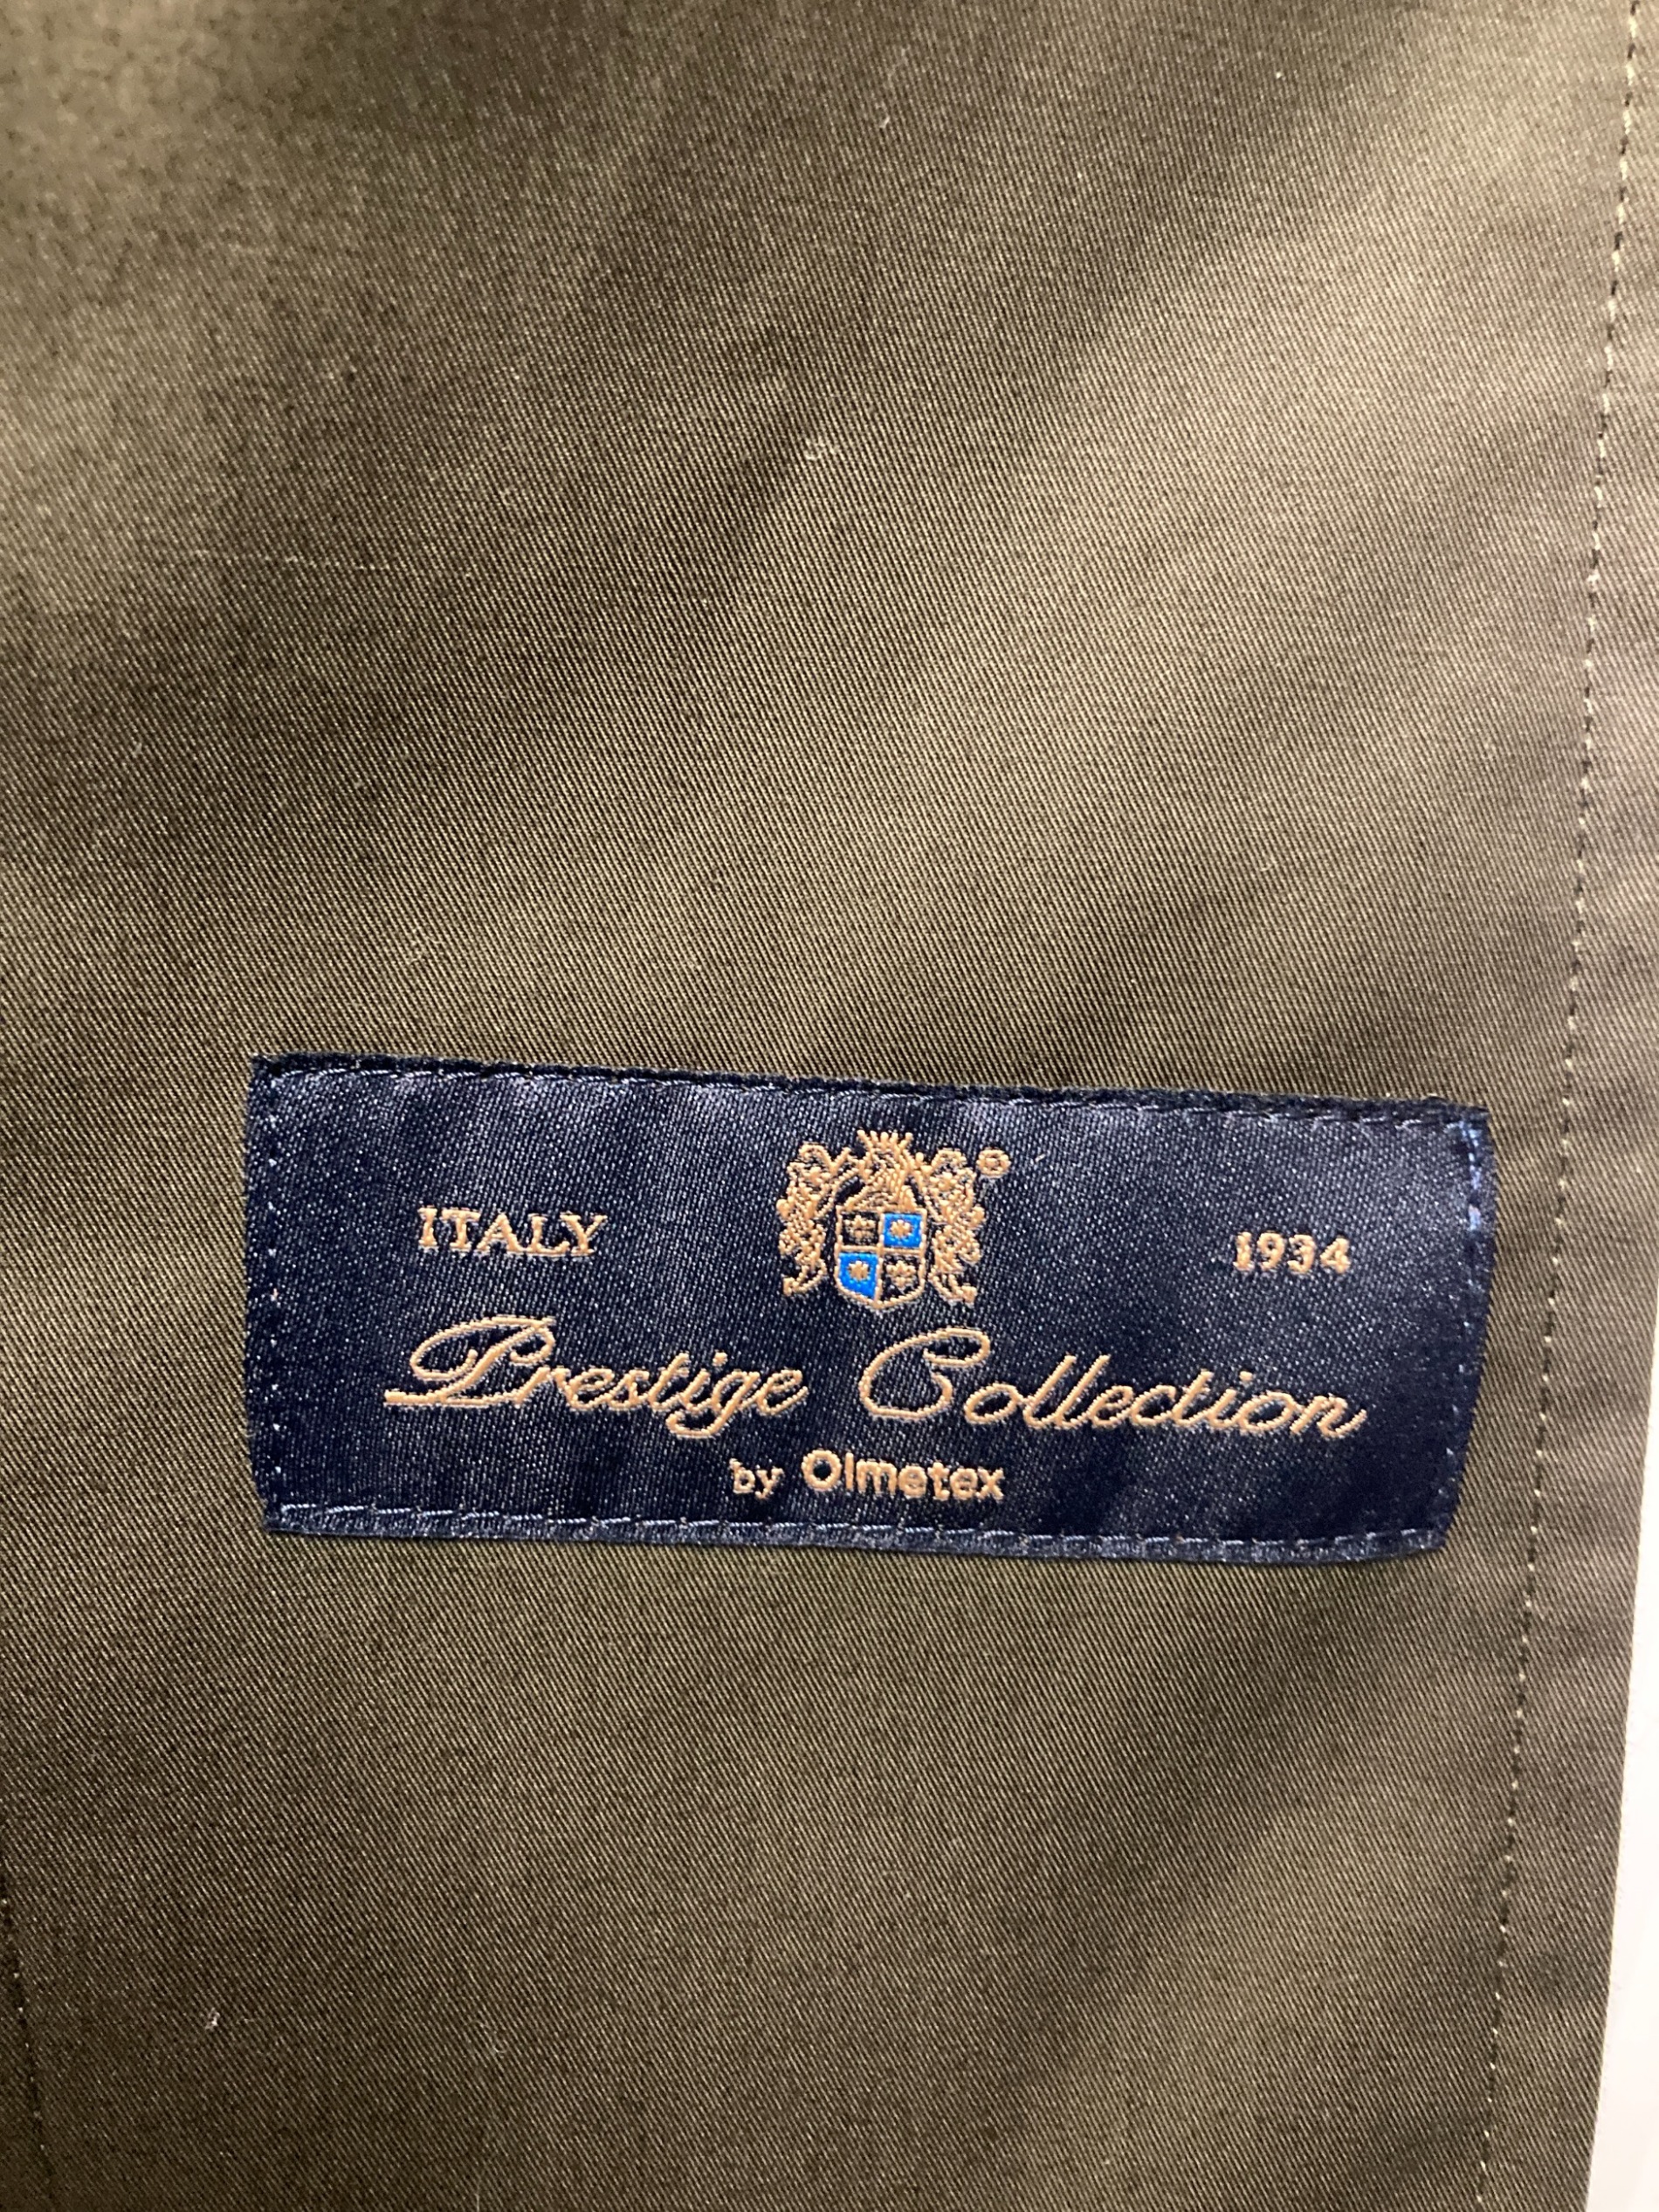 ITALY 1934
Prestige Collection
by Olmetex